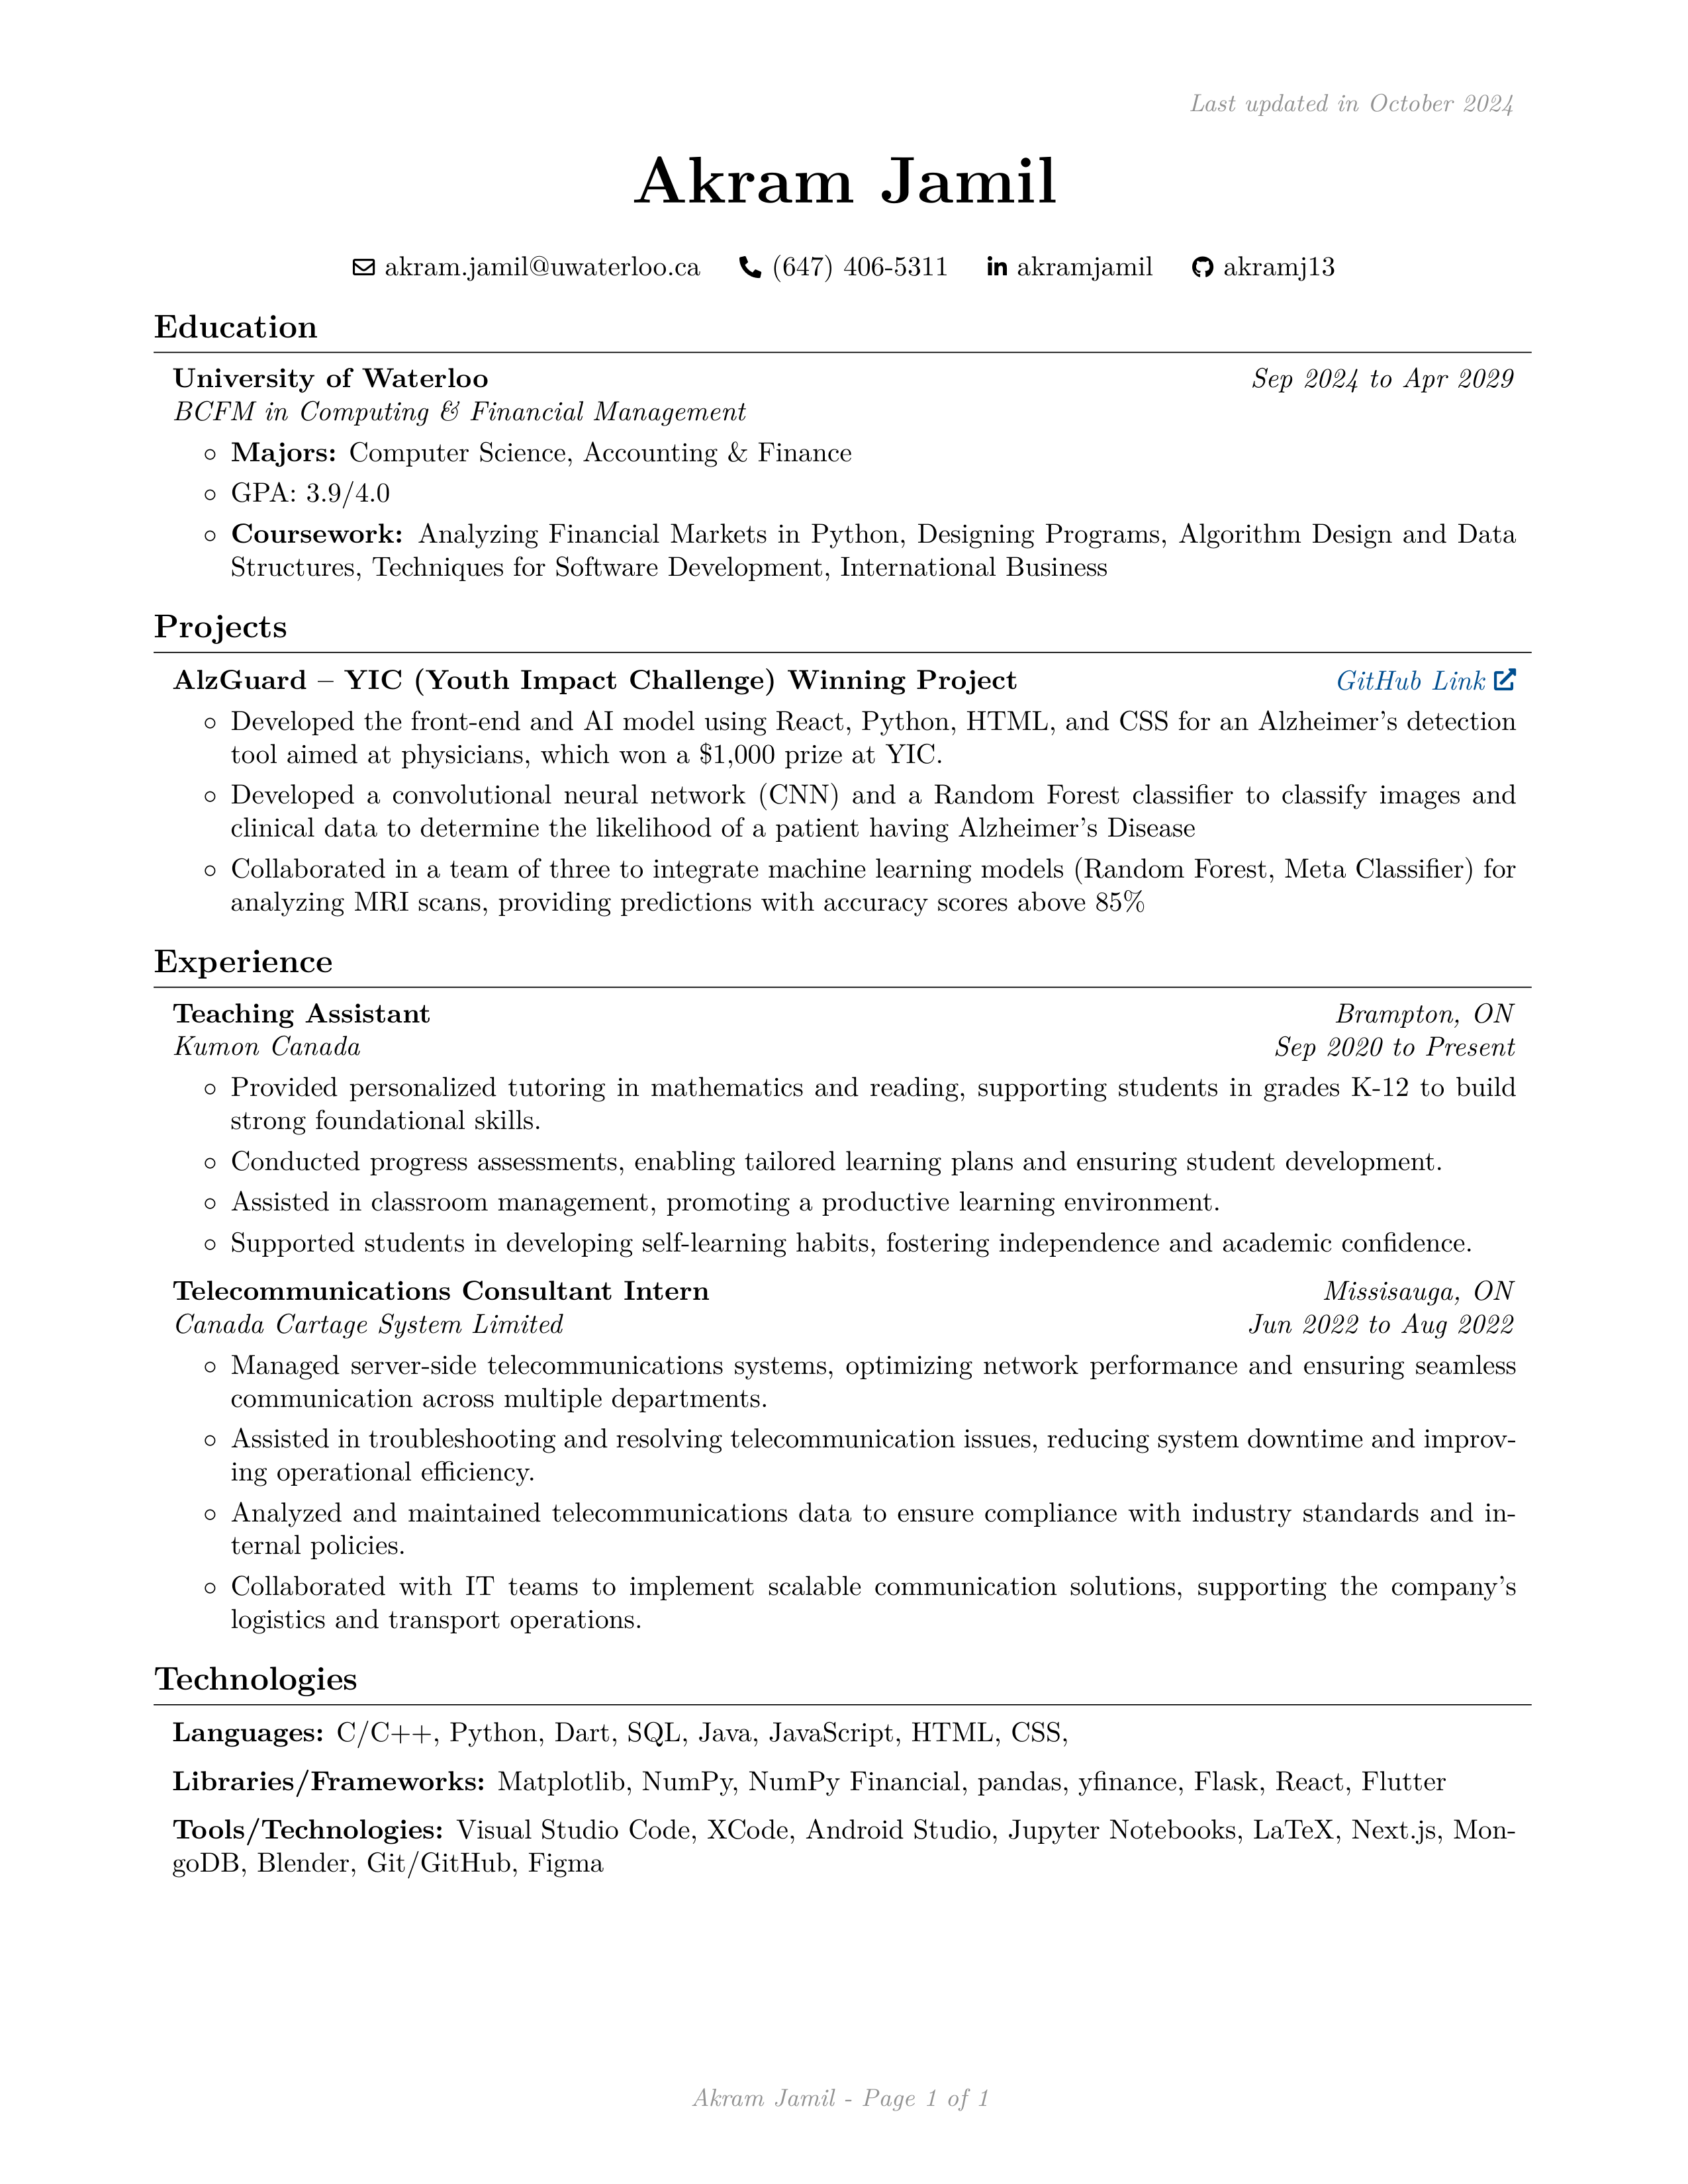 Last updated in October 2024
Akram Jamil
akram.jamil@uwaterloo.ca (647) 406-5311 akramjamil akramj13
Education
University of Waterloo Sep 2024 to Apr 2029
BCFM in Computing & Financial Management
◦ Majors: Computer Science, Accounting & Finance
◦ GPA: 3.9/4.0
◦ Coursework: Analyzing Financial Markets in Python, Designing Programs, Algorithm Design and Data
Structures, Techniques for Software Development, International Business
Projects
AlzGuard – YIC (Youth Impact Challenge) Winning Project GitHub Link
◦ Developed the front-end and AI model using React, Python, HTML, and CSS for an Alzheimer's detection
tool aimed at physicians, which won a $1,000 prize at YIC.
◦ Developed a convolutional neural network (CNN) and a Random Forest classifier to classify images and
clinical data to determine the likelihood of a patient having Alzheimer's Disease
◦ Collaborated in a team of three to integrate machine learning models (Random Forest, Meta Classifier) for
analyzing MRI scans, providing predictions with accuracy scores above 85%
Experience
Teaching Assistant Brampton, ON
Kumon Canada Sep 2020 to Present
◦ Provided personalized tutoring in mathematics and reading, supporting students in grades K-12 to build
strong foundational skills.
◦ Conducted progress assessments, enabling tailored learning plans and ensuring student development.
◦ Assisted in classroom management, promoting a productive learning environment.
◦ Supported students in developing self-learning habits, fostering independence and academic confidence.
Telecommunications Consultant Intern Missisauga, ON
Canada Cartage System Limited Jun 2022 to Aug 2022
◦ Managed server-side telecommunications systems, optimizing network performance and ensuring seamless
communication across multiple departments.
◦ Assisted in troubleshooting and resolving telecommunication issues, reducing system downtime and improv-
ing operational efficiency.
◦ Analyzed and maintained telecommunications data to ensure compliance with industry standards and in-
ternal policies.
◦ Collaborated with IT teams to implement scalable communication solutions, supporting the company's
logistics and transport operations.
Technologies
Languages: C/C++, Python, Dart, SQL, Java, JavaScript, HTML, CSS,
Libraries/Frameworks: Matplotlib, NumPy, NumPy Financial, pandas, yfinance, Flask, React, Flutter
Tools/Technologies: Visual Studio Code, XCode, Android Studio, Jupyter Notebooks, LaTeX, Next.js, Mon-
goDB, Blender, Git/GitHub, Figma
Akram Jamil - Page 1 of 1